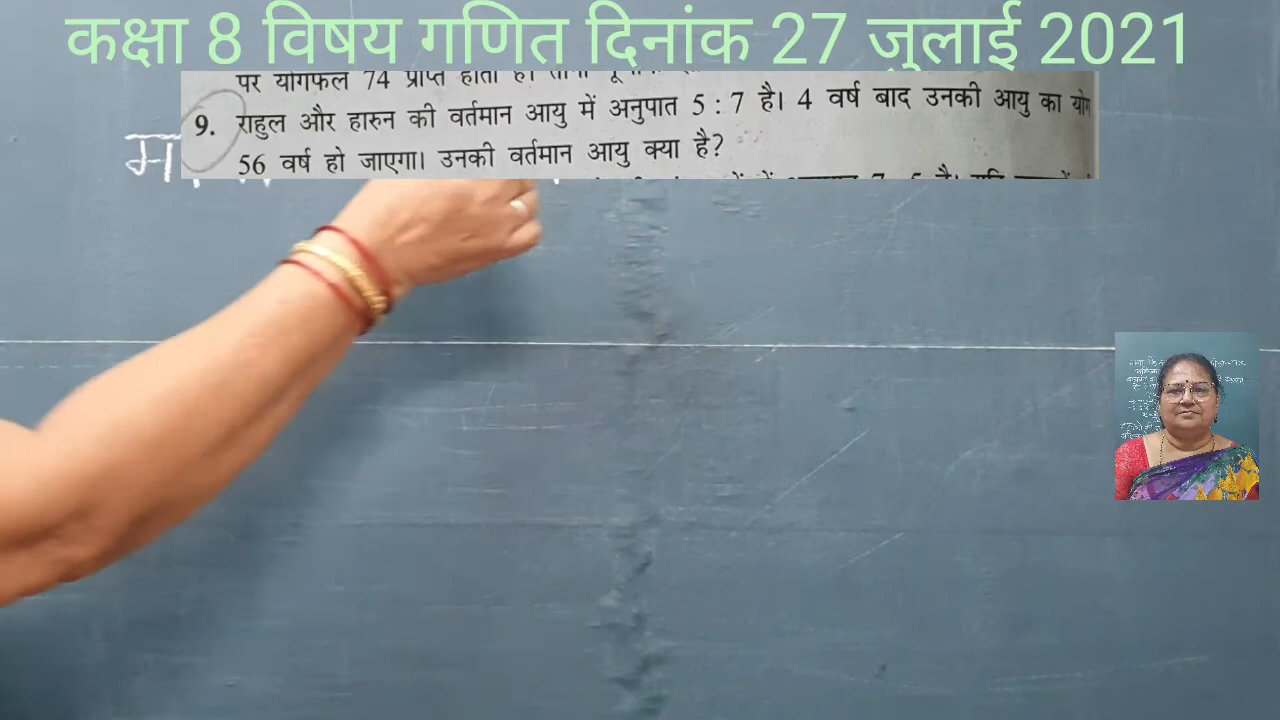 कक्षा 8 विषय गणित दिनांक 27 जुलाई 2021
पर योगफल 74 प्राप्त होता है।
9. राहुल और हारुन की वर्तमान आयु में अनुपात 5 : 7 है। 4 वर्ष बाद उनकी आयु का योग
56 वर्ष हो जाएगा। उनकी वर्तमान आयु क्या है?